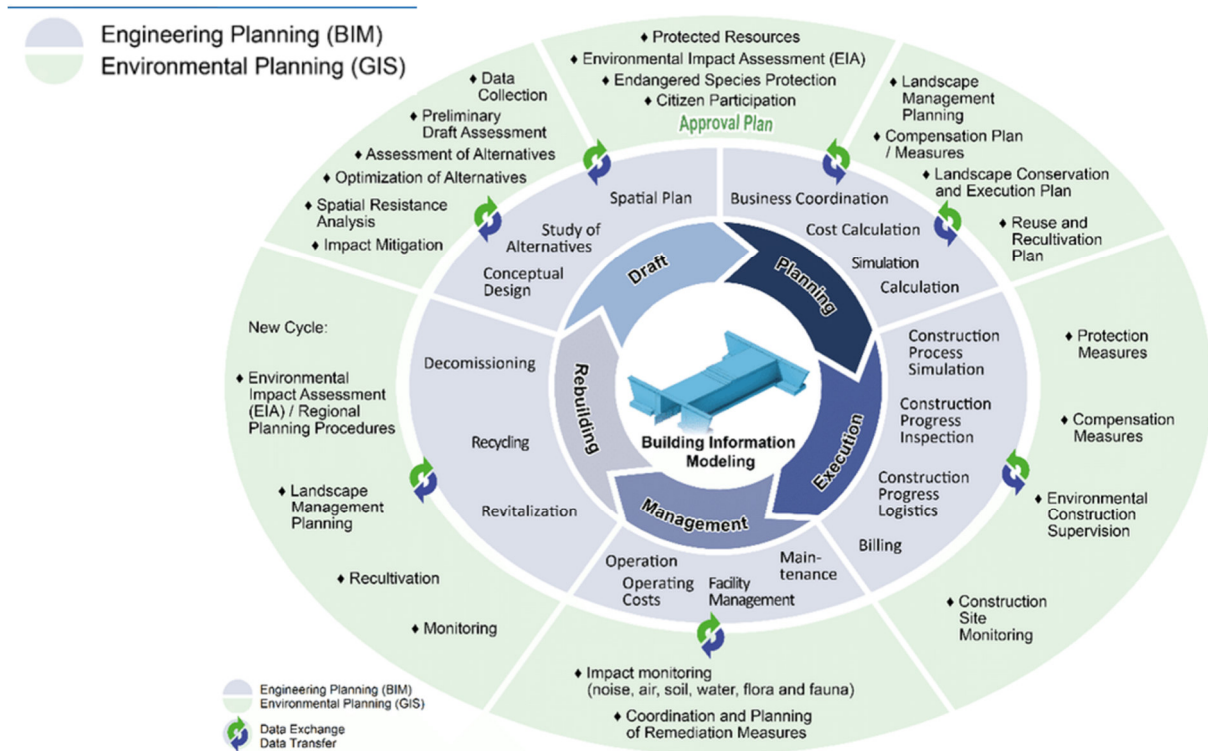 Engineering Planning (BIM)
Environmental Planning (GIS)
♦ Data
Collection
♦ Preliminary
Draft Assessment
♦ Assessment of Alternatives
♦ Optimization of Alternatives
♦ Spatial Resistance
Analysis
♦ Impact Mitigation
♦ Protected Resources
♦ Environmental Impact Assessment (EIA)
♦ Endangered Species Protection
♦ Citizen Participation
Approval Plan
♦ Landscape
Management
Planning
♦ Compensation Plan
/ Measures
♦ Landscape Conservation
and Execution Plan
♦ Reuse and
Recultivation
Plan
Spatial Plan
Study of
Alternatives
Conceptual
Design
Business Coordination
Cost Calculation
Simulation
Calculation
Draft
Planning
Execution
Management
Rebuilding
Building Information
Modeling
New Cycle:
♦ Environmental
Impact Assessment
(EIA) / Regional
Planning Procedures
♦ Landscape
Management
Planning
♦ Recultivation
♦ Monitoring
Decomissioning
Recycling
Revitalization
Construction
Process
Simulation
Construction
Progress
Inspection
Construction
Progress
Logistics
Billing
♦ Protection
Measures
♦ Compensation
Measures
♦ Environmental
Construction
Supervision
♦ Construction
Site
Monitoring
Operation
Operating
Costs
Facility
Management
Main-
tenance
♦ Impact monitoring
(noise, air, soil, water, flora and fauna)
♦ Coordination and Planning
of Remediation Measures
Engineering Planning (BIM)
Environmental Planning (GIS)
Data Exchange
Data Transfer